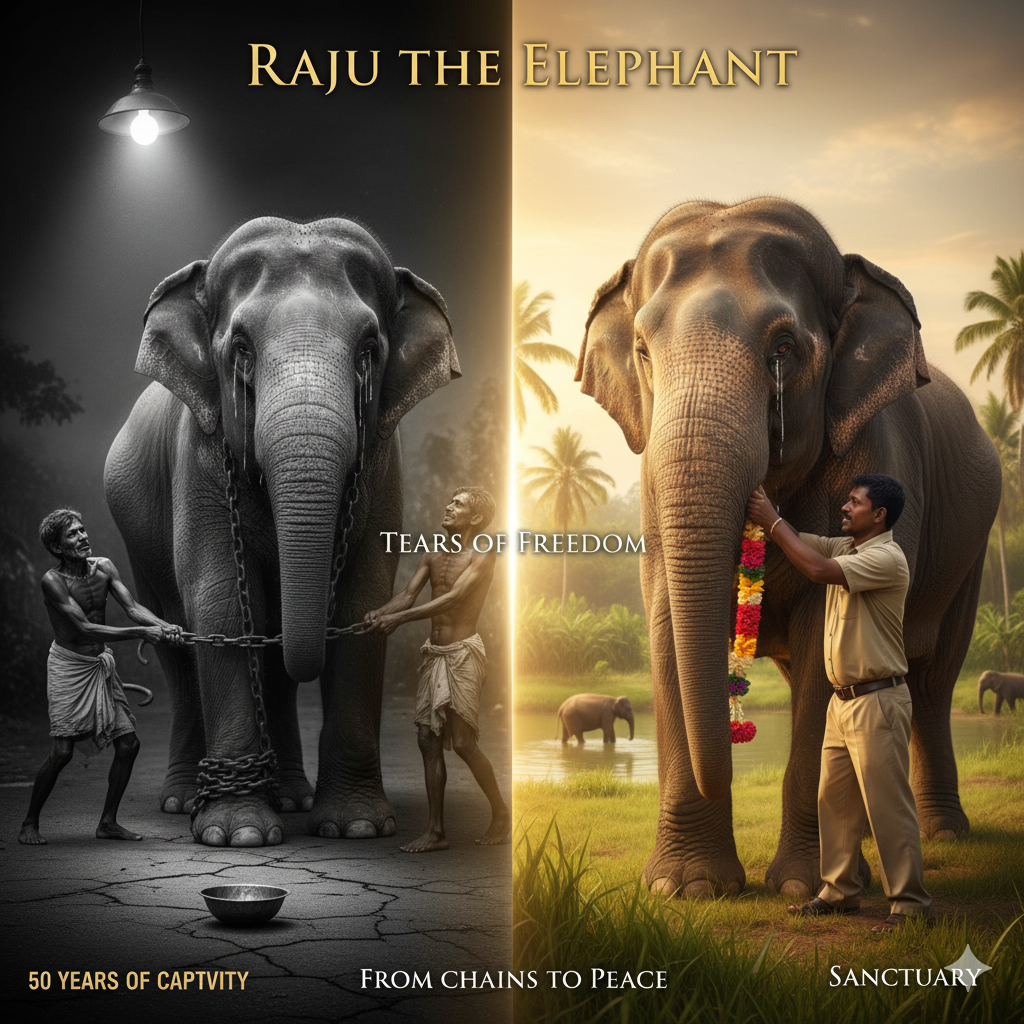 RAJU THE ELEPHANT
TEARS OF FREEDOM
50 YEARS OF CAPTVITY
FROM CHAINS TO PEACE
SANCTUARY